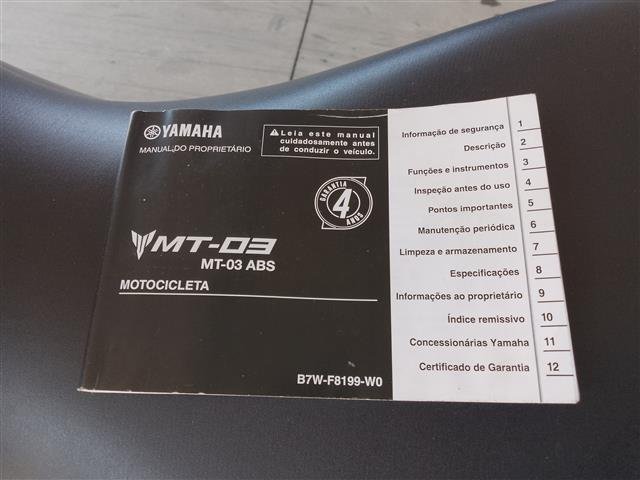 YAMAHA
MANUAL DO PROPRIETÁRIO
Leia este manual
cuidadosamente antes
de conduzir o veículo.
GARANTIA
4
ANOS
MT-03
MT-03 ABS
MOTOCICLETA
B7W-F8199-W0
Informação de segurança 1
Descrição 2
Funções e instrumentos 3
Inspeção antes do uso 4
Pontos importantes 5
Manutenção periódica 6
Limpeza e armazenamento 7
Especificações 8
Informações ao proprietário 9
Índice remissivo 10
Concessionárias Yamaha 11
Certificado de Garantia 12